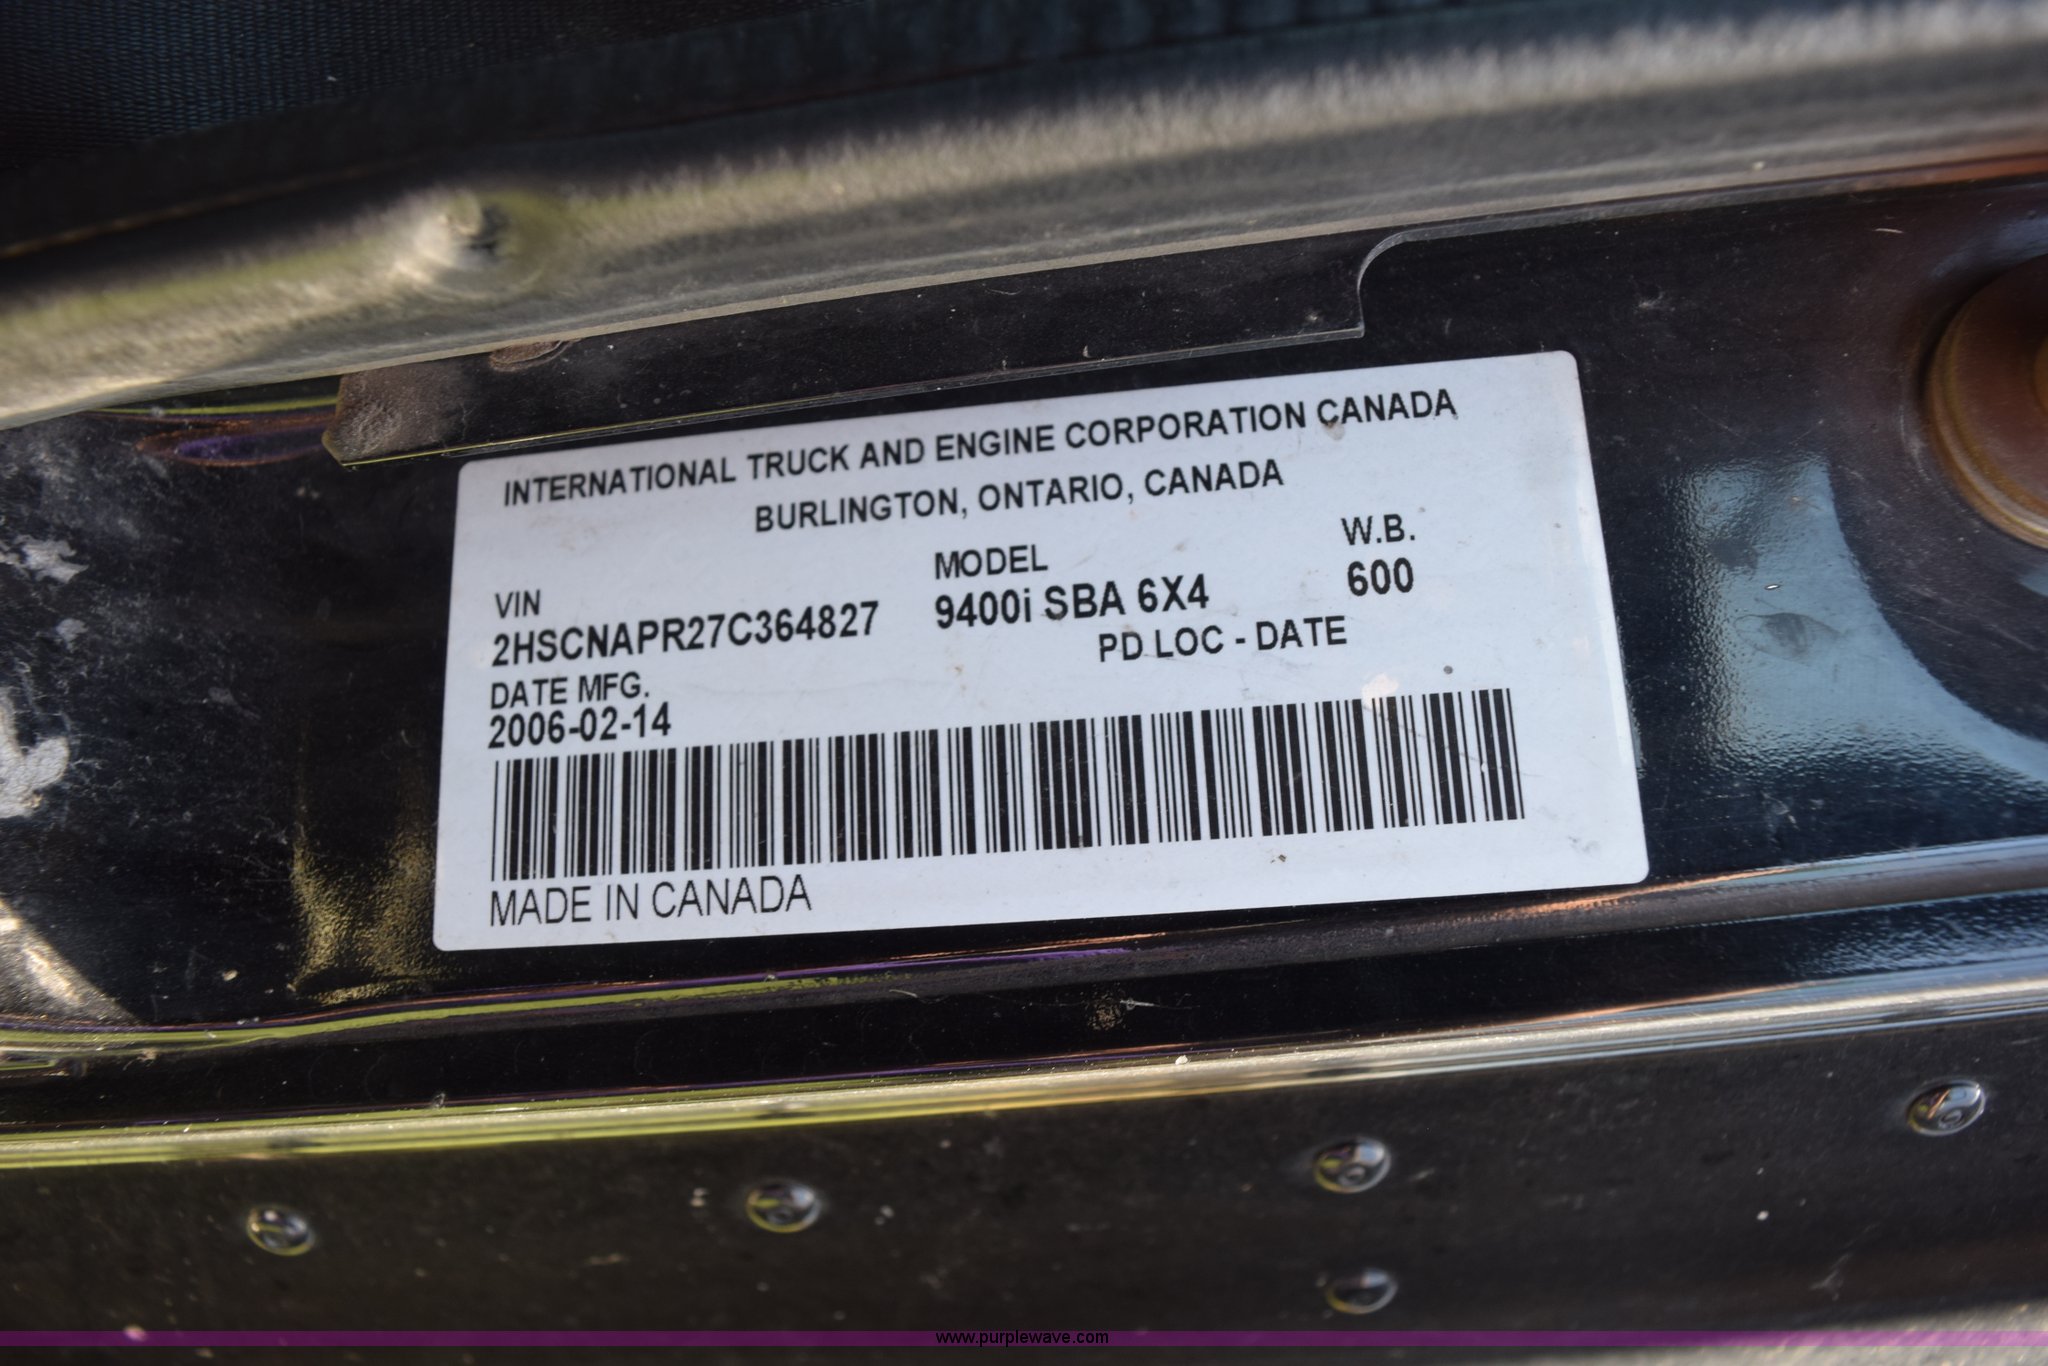 INTERNATIONAL TRUCK AND ENGINE CORPORATION CANADA
BURLINGTON, ONTARIO, CANADA
VIN MODEL W.B.
2HSCNAPR27C364827 9400i SBA 6X4 600
DATE MFG. PD LOC - DATE
2006-02-14
MADE IN CANADA
www.purplewave.com